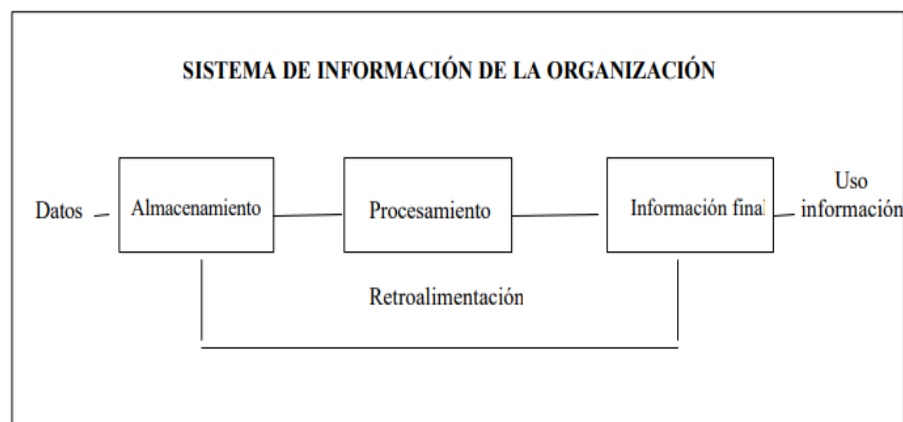 SISTEMA DE INFORMACIÓN DE LA ORGANIZACIÓN
Datos
Almacenamiento
Procesamiento
Información final
Uso
información
Retroalimentación